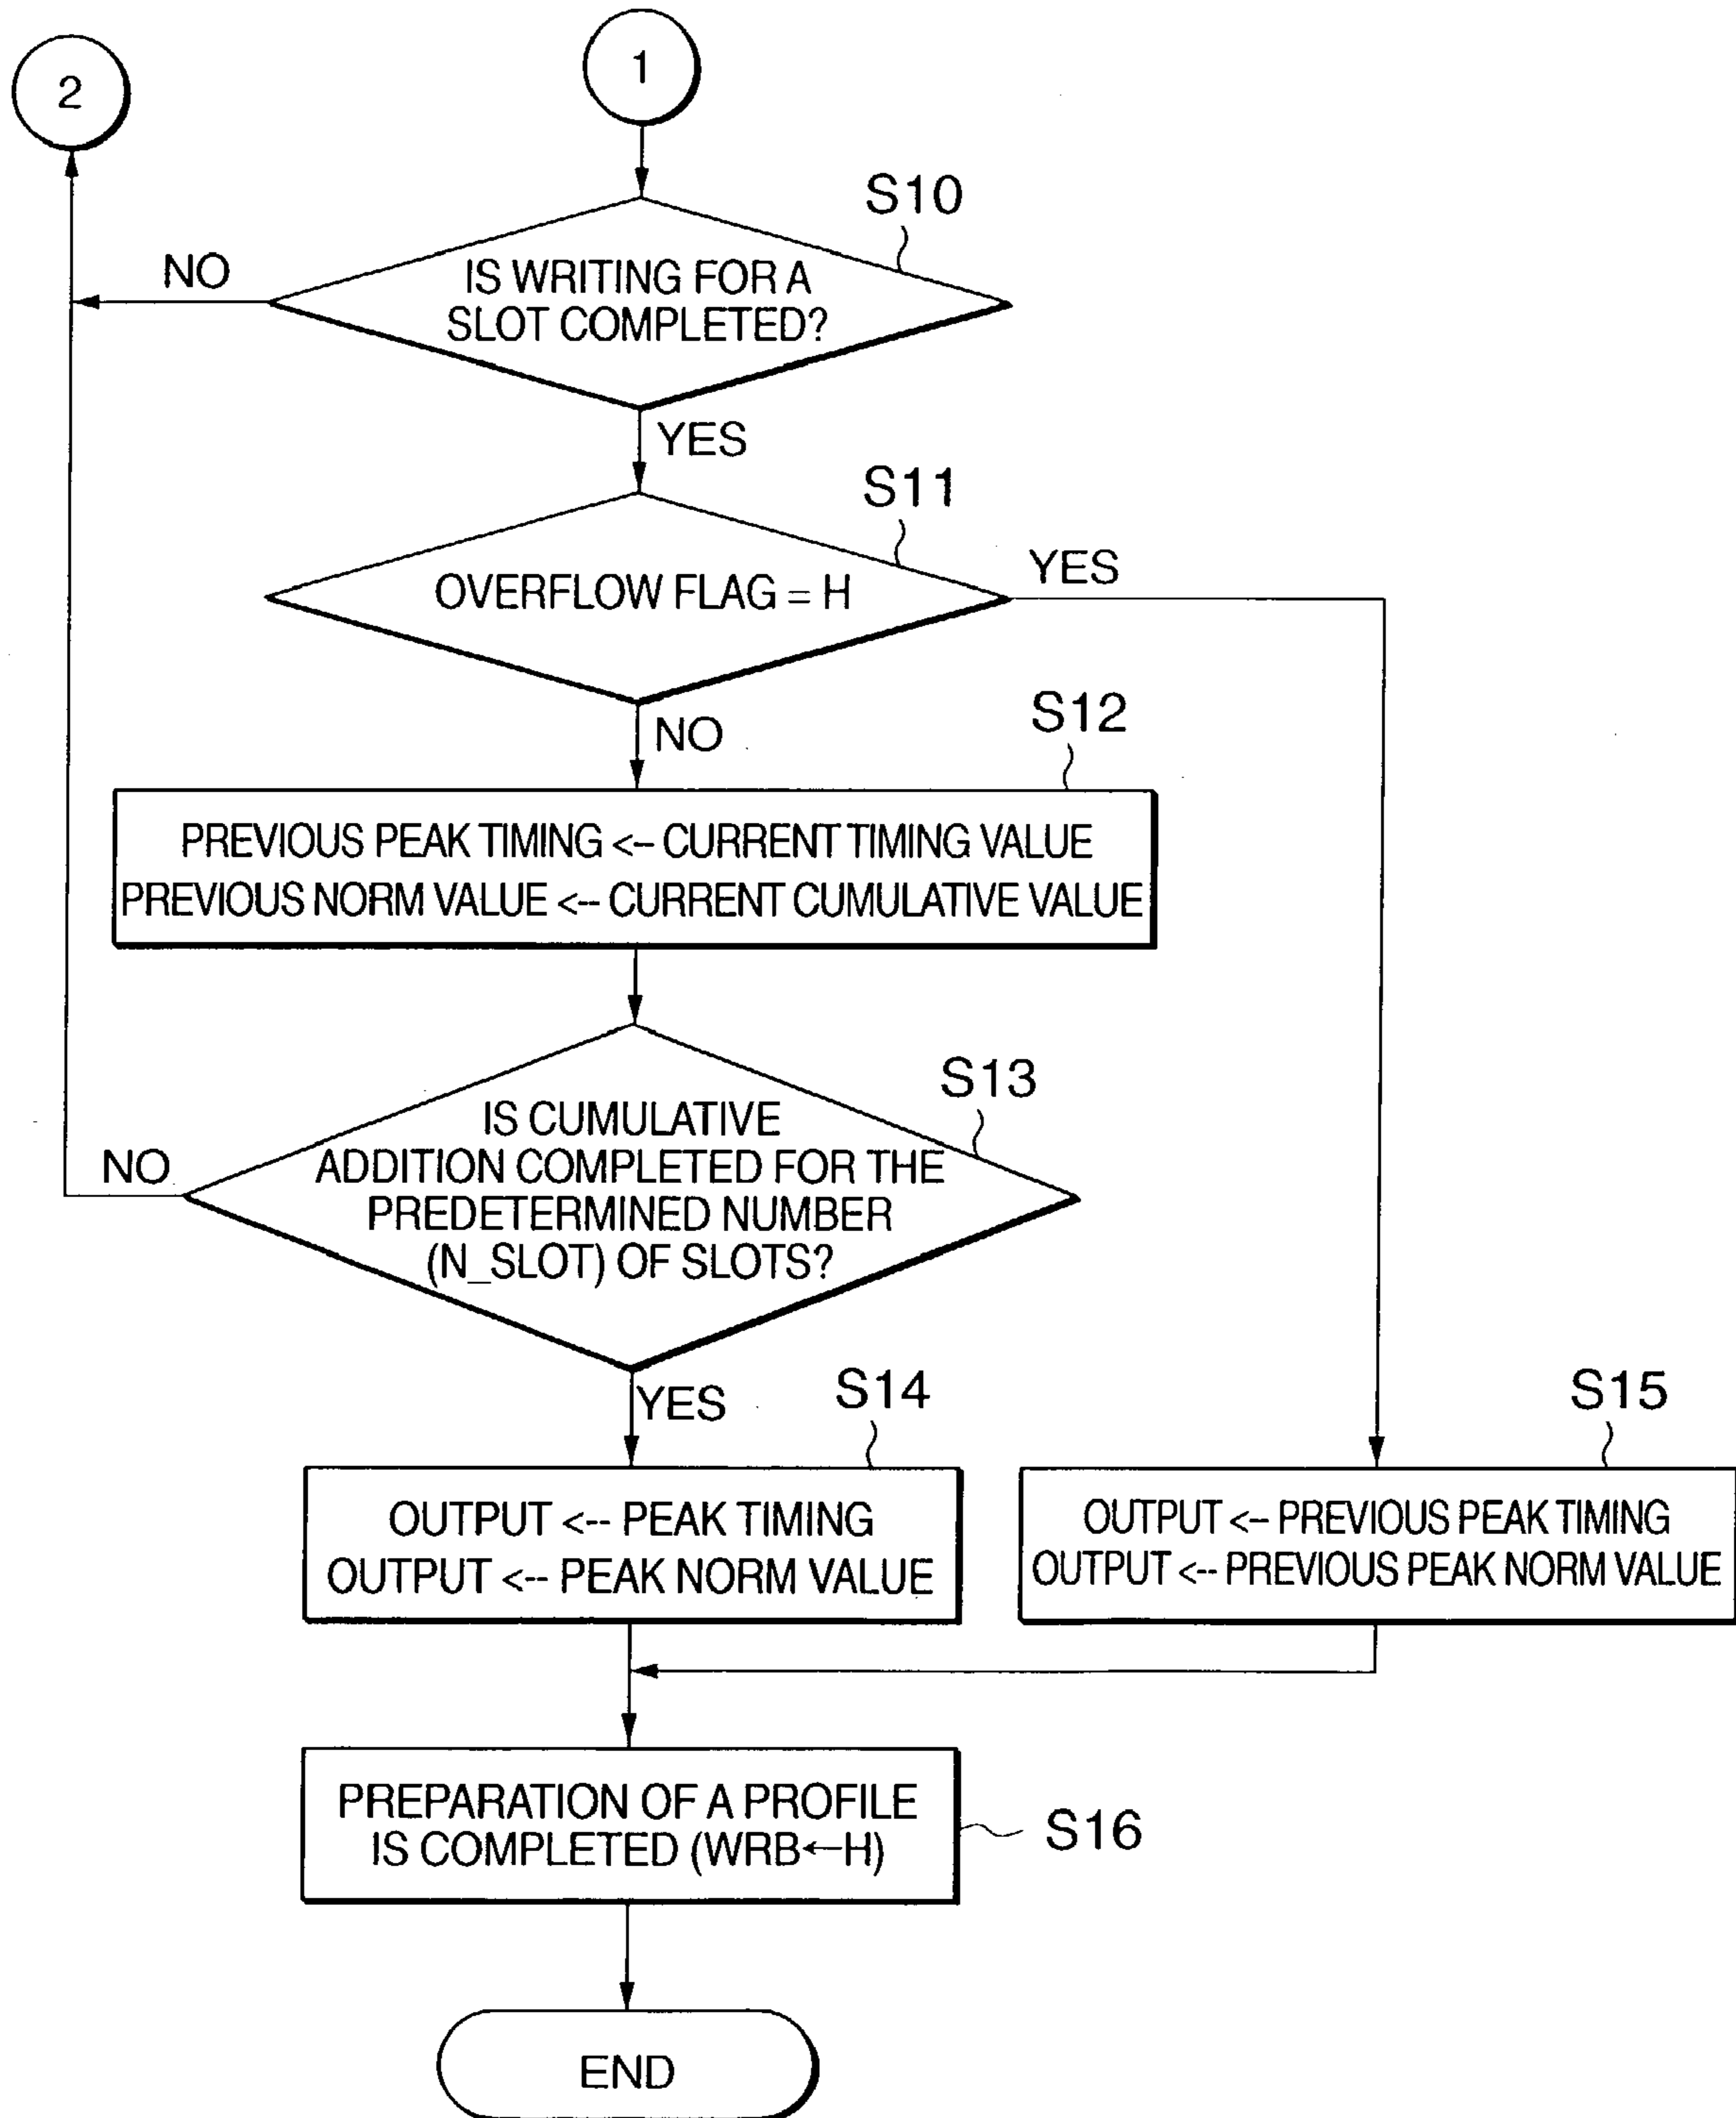 2
1
S10
NO
IS WRITING FOR A
SLOT COMPLETED?
YES
S11
OVERFLOW FLAG = H
YES
NO
S12
PREVIOUS PEAK TIMING <-- CURRENT TIMING VALUE
PREVIOUS NORM VALUE <-- CURRENT CUMULATIVE VALUE
S13
IS CUMULATIVE
ADDITION COMPLETED FOR THE
PREDETERMINED NUMBER
(N_SLOT) OF SLOTS?
NO
YES
S14
OUTPUT <-- PEAK TIMING
OUTPUT <-- PEAK NORM VALUE
S15
OUTPUT <-- PREVIOUS PEAK TIMING
OUTPUT <-- PREVIOUS PEAK NORM VALUE
PREPARATION OF A PROFILE
IS COMPLETED (WRB←H)
S16
END